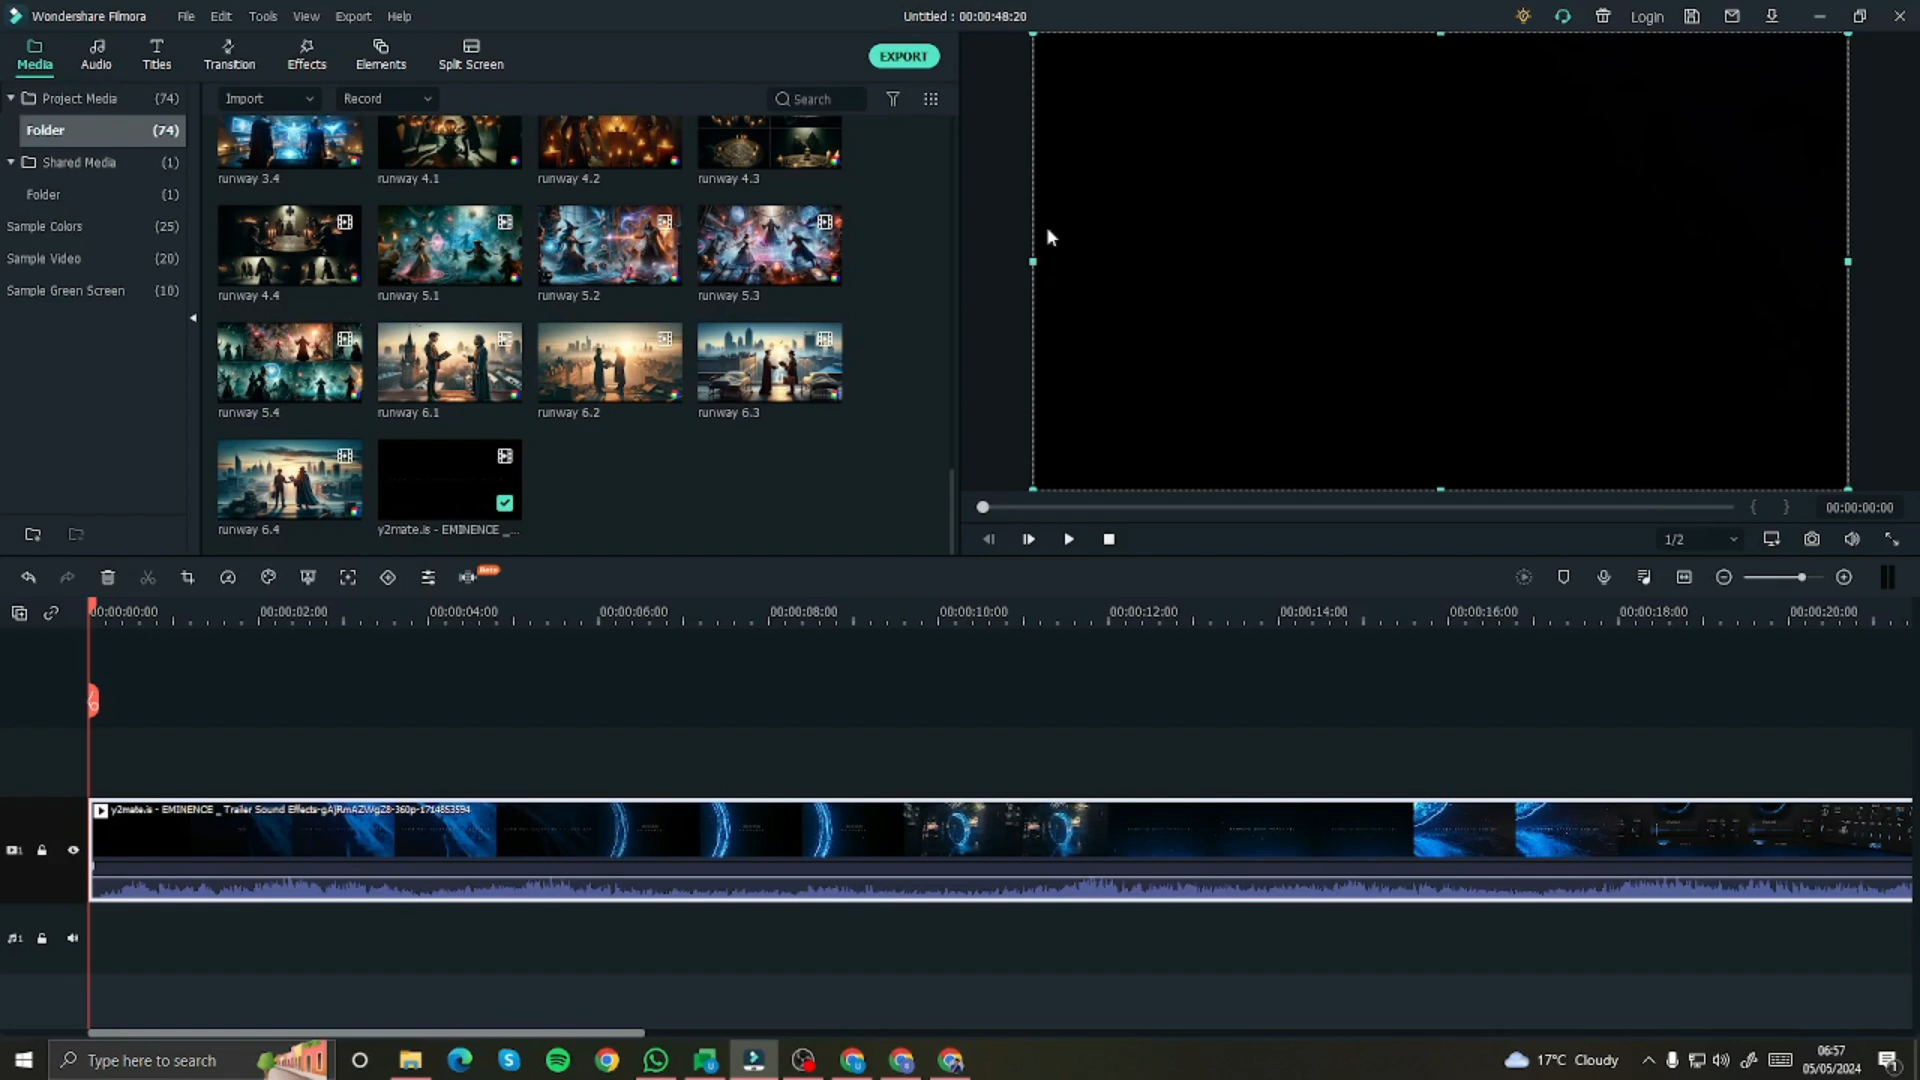 Wondershare Filmora File Edit Tools View Export Help Untitled : 00:00:48:20 Login
Media Audio Titles Transition Effects Elements Split Screen EXPORT
Project Media (74)
Folder (74)
Shared Media (1)
Folder (1)
Sample Colors (25)
Sample Video (20)
Sample Green Screen (10)
Import Record Search
runway 3.4 runway 4.1 runway 4.2 runway 4.3
runway 4.4 runway 5.1 runway 5.2 runway 5.3
runway 5.4 runway 6.1 runway 6.2 runway 6.3
runway 6.4 y2mate.is - EMINENCE _...
00:00:00:00
1/2
Beta
00:00:00:00 00:00:02:00 00:00:04:00 00:00:06:00 00:00:08:00 00:00:10:00 00:00:12:00 00:00:14:00 00:00:16:00 00:00:18:00 00:00:20:00
y2mate.is - EMINENCE _ Trailer Sound Effects-gAjRmAZWgZ8-360p-1714853594
1
1
Type here to search
17°C Cloudy
06:57
05/05/2024
1